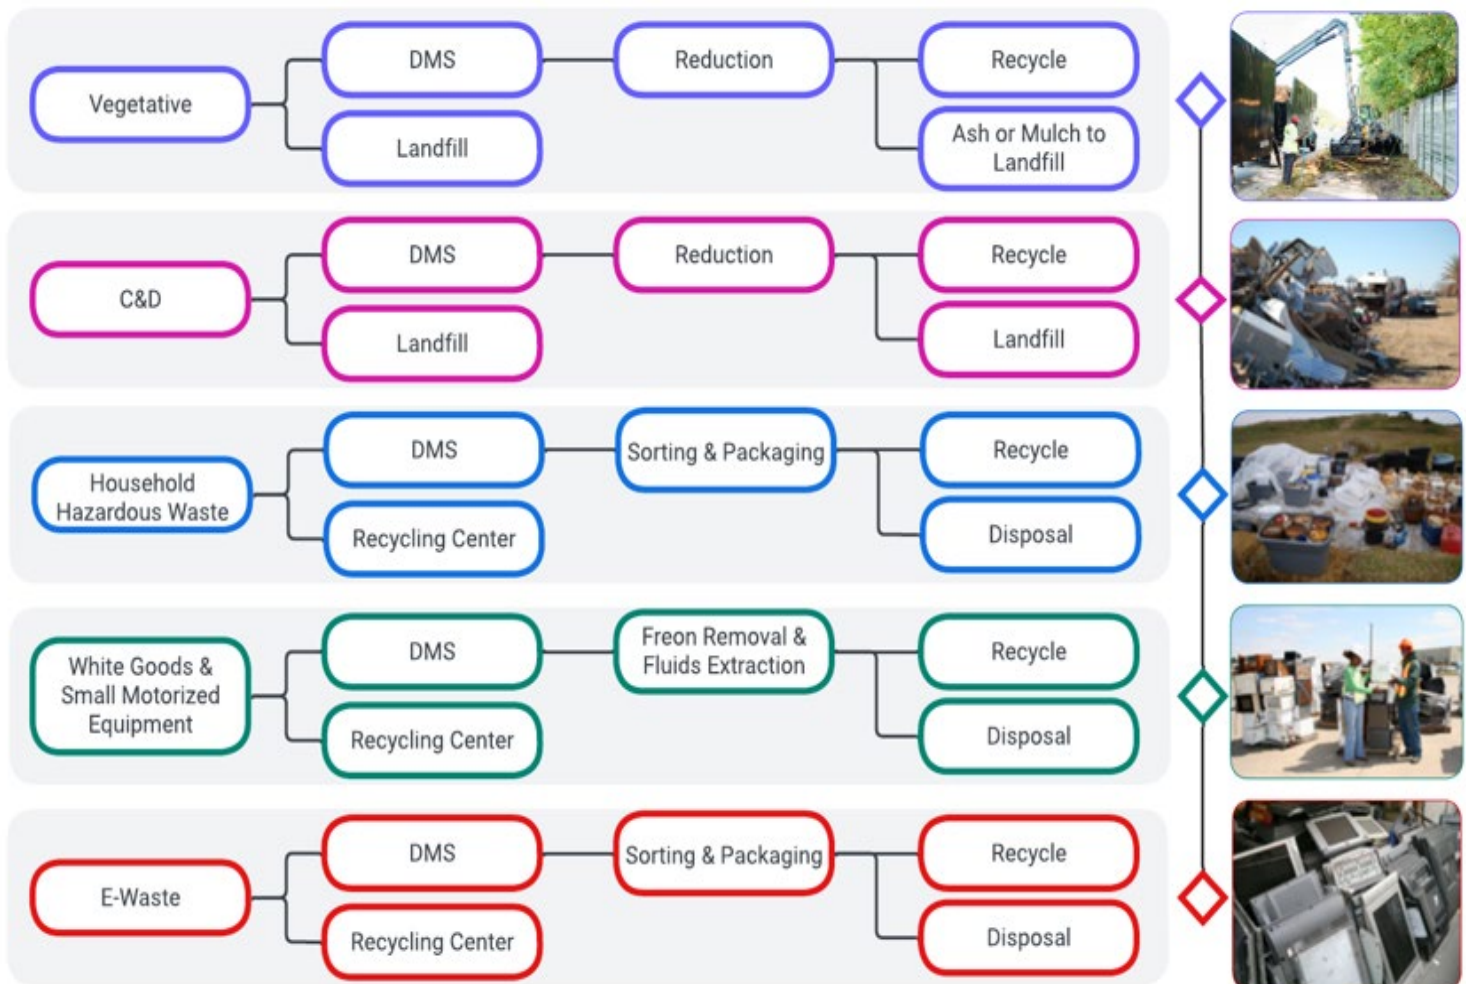 Vegetative
DMS
Reduction
Recycle
Landfill
Ash or Mulch to
Landfill
C&D
DMS
Reduction
Recycle
Landfill
Landfill
Household
Hazardous Waste
DMS
Sorting & Packaging
Recycle
Recycling Center
Disposal
White Goods &
Small Motorized
Equipment
DMS
Freon Removal &
Fluids Extraction
Recycle
Recycling Center
Disposal
E-Waste
DMS
Sorting & Packaging
Recycle
Recycling Center
Disposal